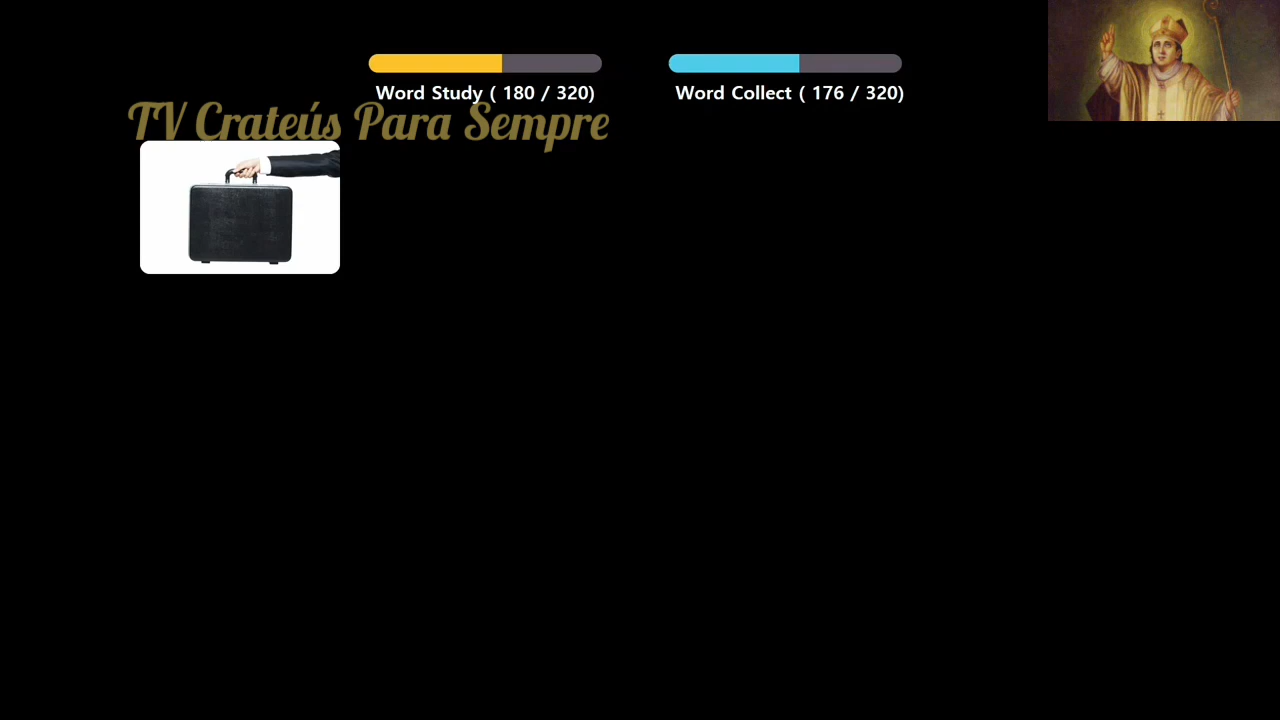 Word Study ( 180 / 320)
Word Collect ( 176 / 320)
TV Crateús Para Sempre